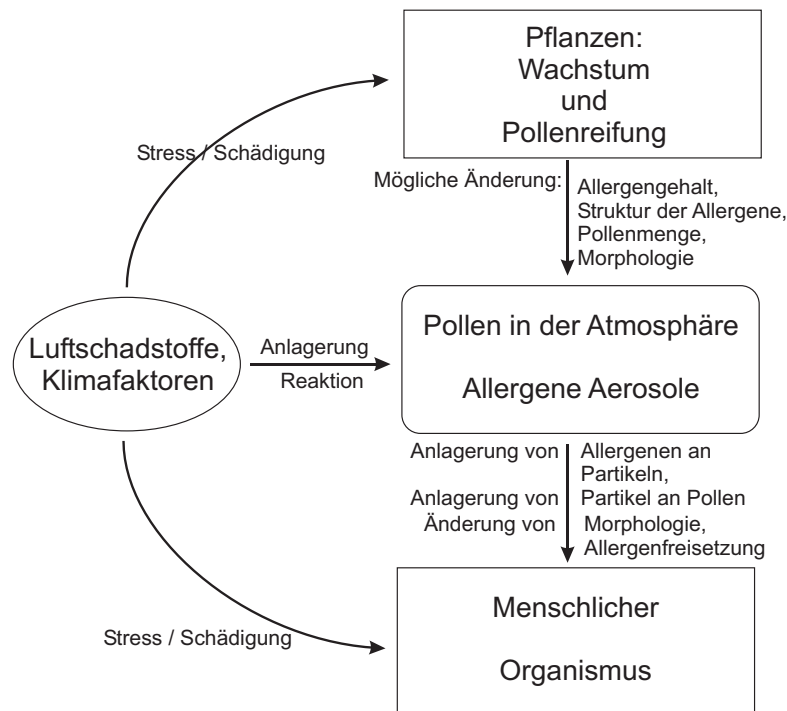 Pflanzen:
Wachstum
und
Pollenreifung
Stress / Schädigung
Mögliche Änderung:
Allergengehalt,
Struktur der Allergene,
Pollenmenge,
Morphologie
Luftschadstoffe,
Klimafaktoren
Anlagerung
Reaktion
Pollen in der Atmosphäre
Allergene Aerosole
Anlagerung von Allergenen an
Partikeln,
Anlagerung von Partikel an Pollen
Änderung von Morphologie,
Allergenfreisetzung
Stress / Schädigung
Menschlicher
Organismus